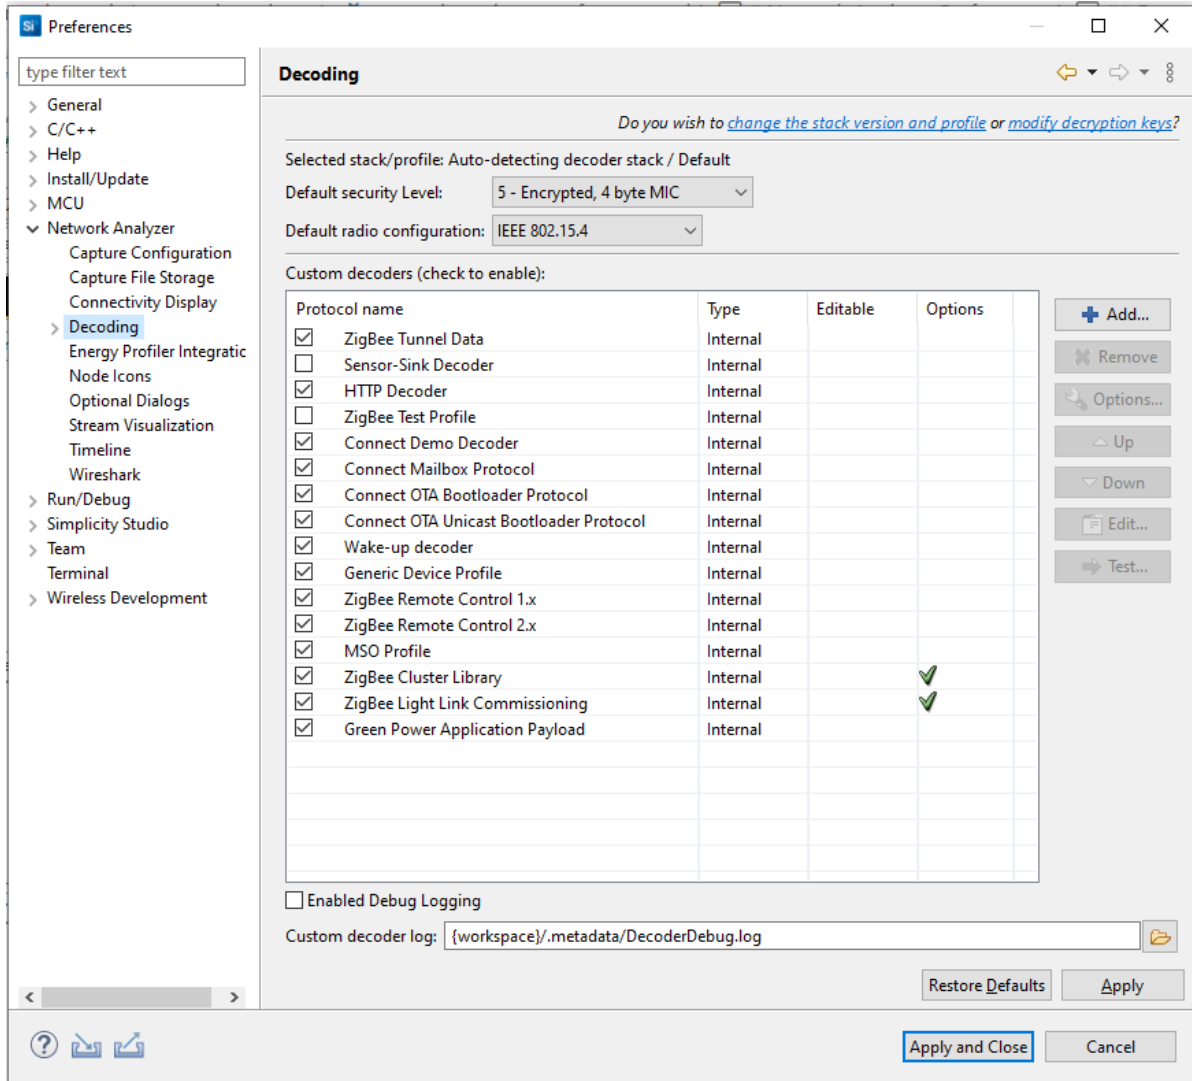 Si Preferences
type filter text
General
C/C++
Help
Install/Update
MCU
Network Analyzer
Capture Configuration
Capture File Storage
Connectivity Display
Decoding
Energy Profiler Integratic
Node Icons
Optional Dialogs
Stream Visualization
Timeline
Wireshark
Run/Debug
Simplicity Studio
Team
Terminal
Wireless Development
Decoding
Do you wish to change the stack version and profile or modify decryption keys?
Selected stack/profile: Auto-detecting decoder stack / Default
Default security Level: 5 - Encrypted, 4 byte MIC
Default radio configuration: IEEE 802.15.4
Custom decoders (check to enable):
Protocol name Type Editable Options
ZigBee Tunnel Data Internal
Sensor-Sink Decoder Internal
HTTP Decoder Internal
ZigBee Test Profile Internal
Connect Demo Decoder Internal
Connect Mailbox Protocol Internal
Connect OTA Bootloader Protocol Internal
Connect OTA Unicast Bootloader Protocol Internal
Wake-up decoder Internal
Generic Device Profile Internal
ZigBee Remote Control 1.x Internal
ZigBee Remote Control 2.x Internal
MSO Profile Internal
ZigBee Cluster Library Internal
ZigBee Light Link Commissioning Internal
Green Power Application Payload Internal
Add...
Remove
Options...
Up
Down
Edit...
Test...
Enabled Debug Logging
Custom decoder log: {workspace}/.metadata/DecoderDebug.log
Restore Defaults Apply
Apply and Close Cancel